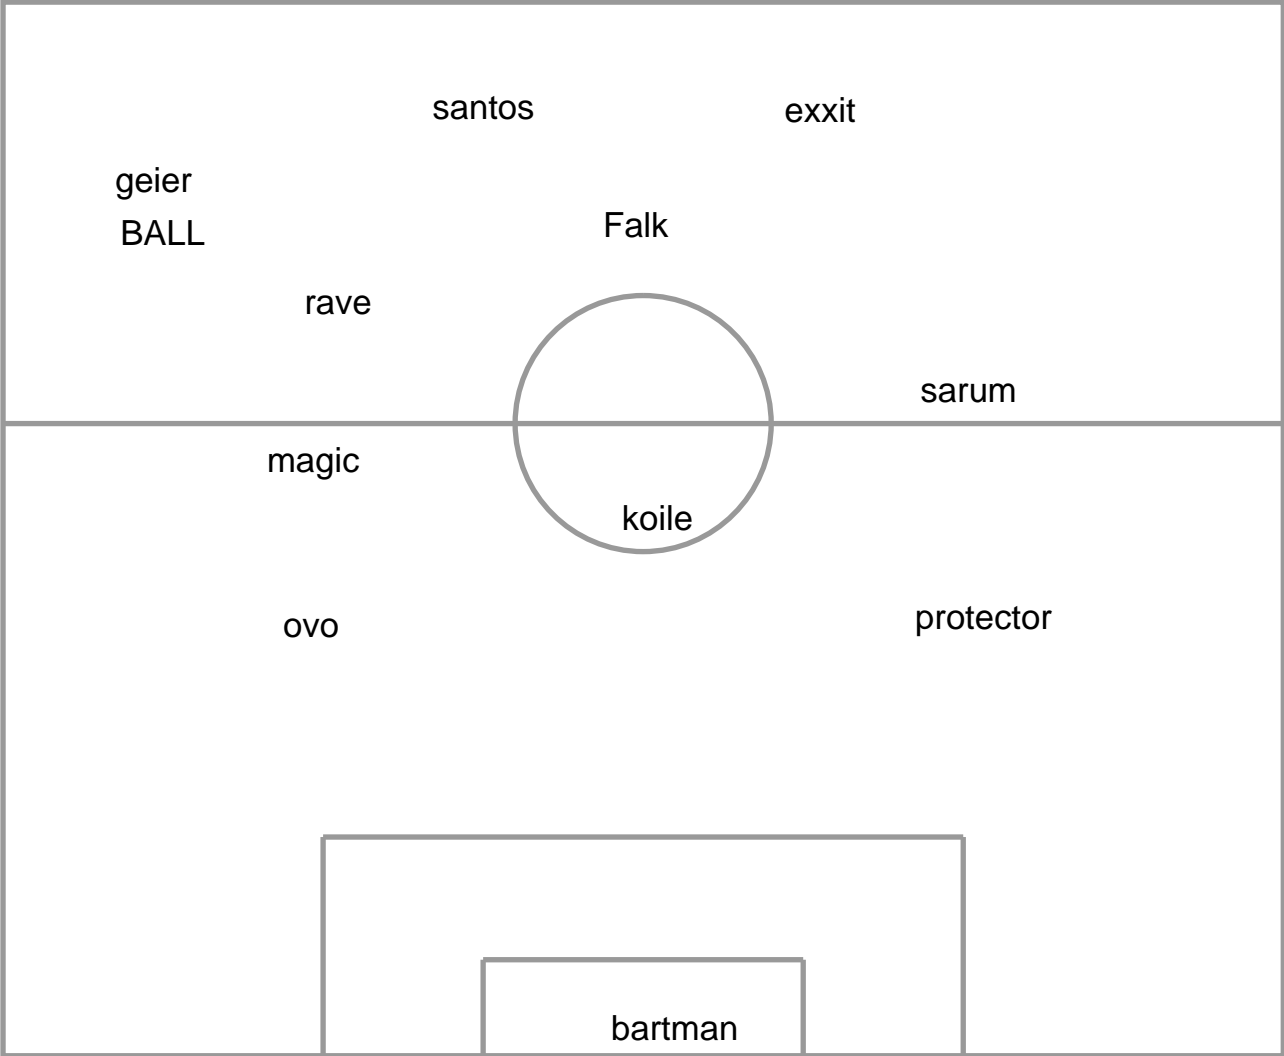 santos
exxit
geier
BALL
Falk
rave
sarum
magic
koile
ovo
protector
bartman